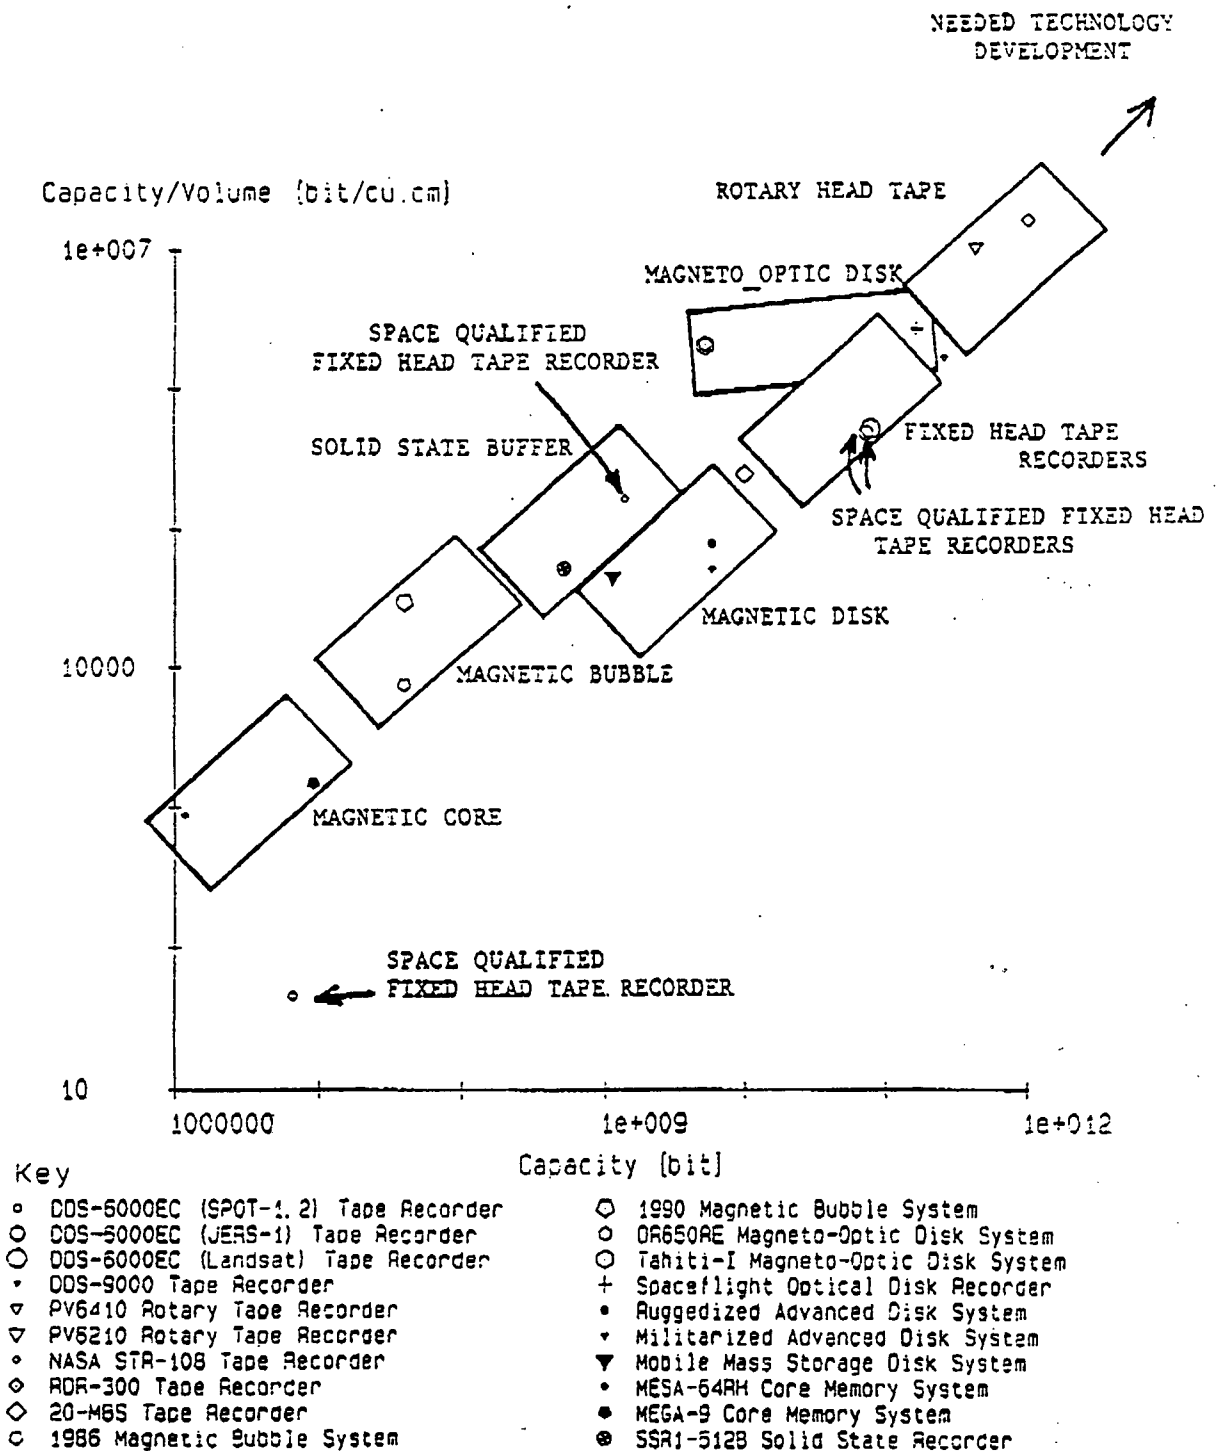 NEEDED TECHNOLOGY
DEVELOPMENT
Capacity/Volume [bit/cu.cm]
ROTARY HEAD TAPE
1e+007
MAGNETO_OPTIC DISK
SPACE QUALIFIED
FIXED HEAD TAPE RECORDER
SOLID STATE BUFFER
FIXED HEAD TAPE
RECORDERS
SPACE QUALIFIED FIXED HEAD
TAPE RECORDERS
MAGNETIC DISK
10000
MAGNETIC BUBBLE
MAGNETIC CORE
SPACE QUALIFIED
FIXED HEAD TAPE RECORDER
10
1000000
1e+009
1e+012
Capacity [bit]
Key
DDS-6000EC (SPOT-1,2) Tape Recorder
DDS-6000EC (JERS-1) Tape Recorder
DDS-6000EC (Landsat) Tape Recorder
DDS-9000 Tape Recorder
PV6410 Rotary Tape Recorder
PV6210 Rotary Tape Recorder
NASA STR-108 Tape Recorder
RDR-300 Tape Recorder
20-MBS Tape Recorder
1986 Magnetic Bubble System
1990 Magnetic Bubble System
OR650RE Magneto-Optic Disk System
Tahiti-I Magneto-Optic Disk System
+ Spaceflight Optical Disk Recorder
Ruggedized Advanced Disk System
Militarized Advanced Disk System
Mobile Mass Storage Disk System
MESA-64RH Core Memory System
MEGA-9 Core Memory System
SSR1-512B Solid State Recorder